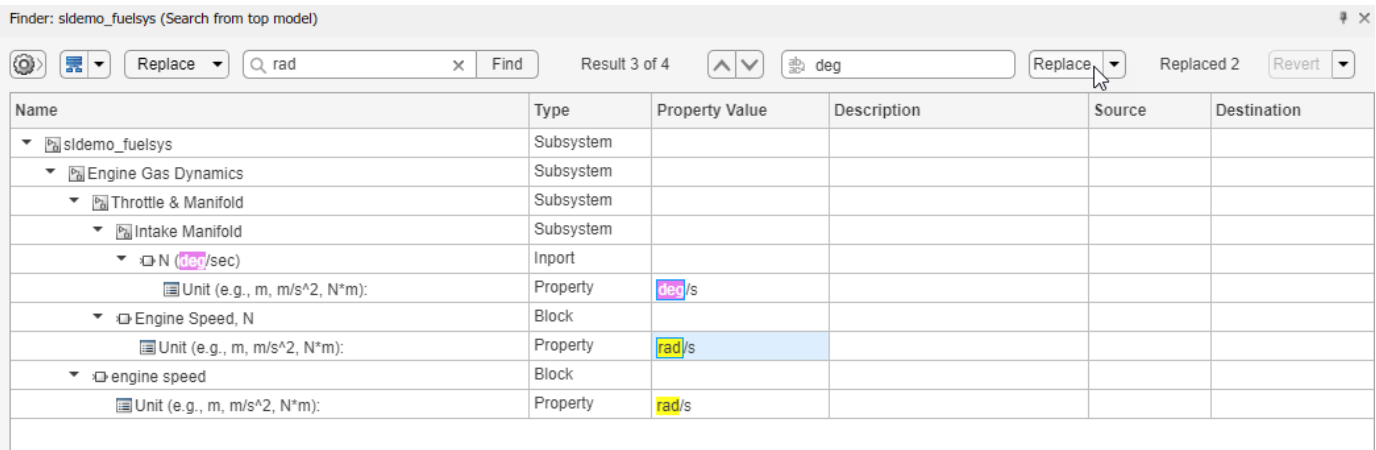 Finder: sldemo_fuelsys (Search from top model)
Replace rad Find Result 3 of 4 deg Replace Replaced 2 Revert
Name Type Property Value Description Source Destination
sldemo_fuelsys Subsystem
Engine Gas Dynamics Subsystem
Throttle & Manifold Subsystem
Intake Manifold Subsystem
N (deg/sec) Inport
Unit (e.g., m, m/s^2, N*m): Property deg/s
Engine Speed, N Block
Unit (e.g., m, m/s^2, N*m): Property rad/s
engine speed Block
Unit (e.g., m, m/s^2, N*m): Property rad/s